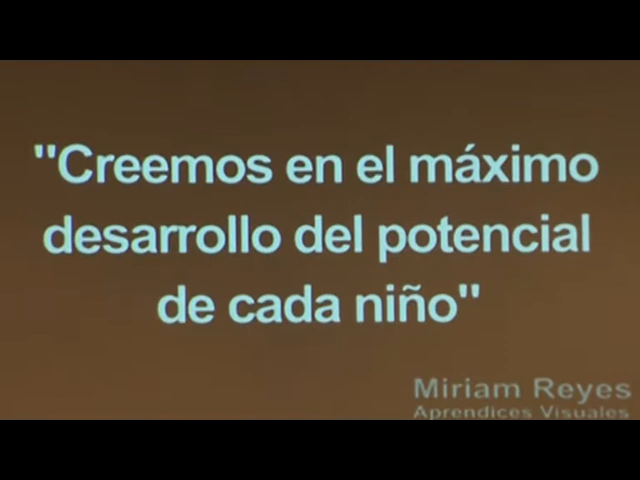 "Creemos en el máximo
desarrollo del potencial
de cada niño"
Miriam Reyes
Aprendices Visuales